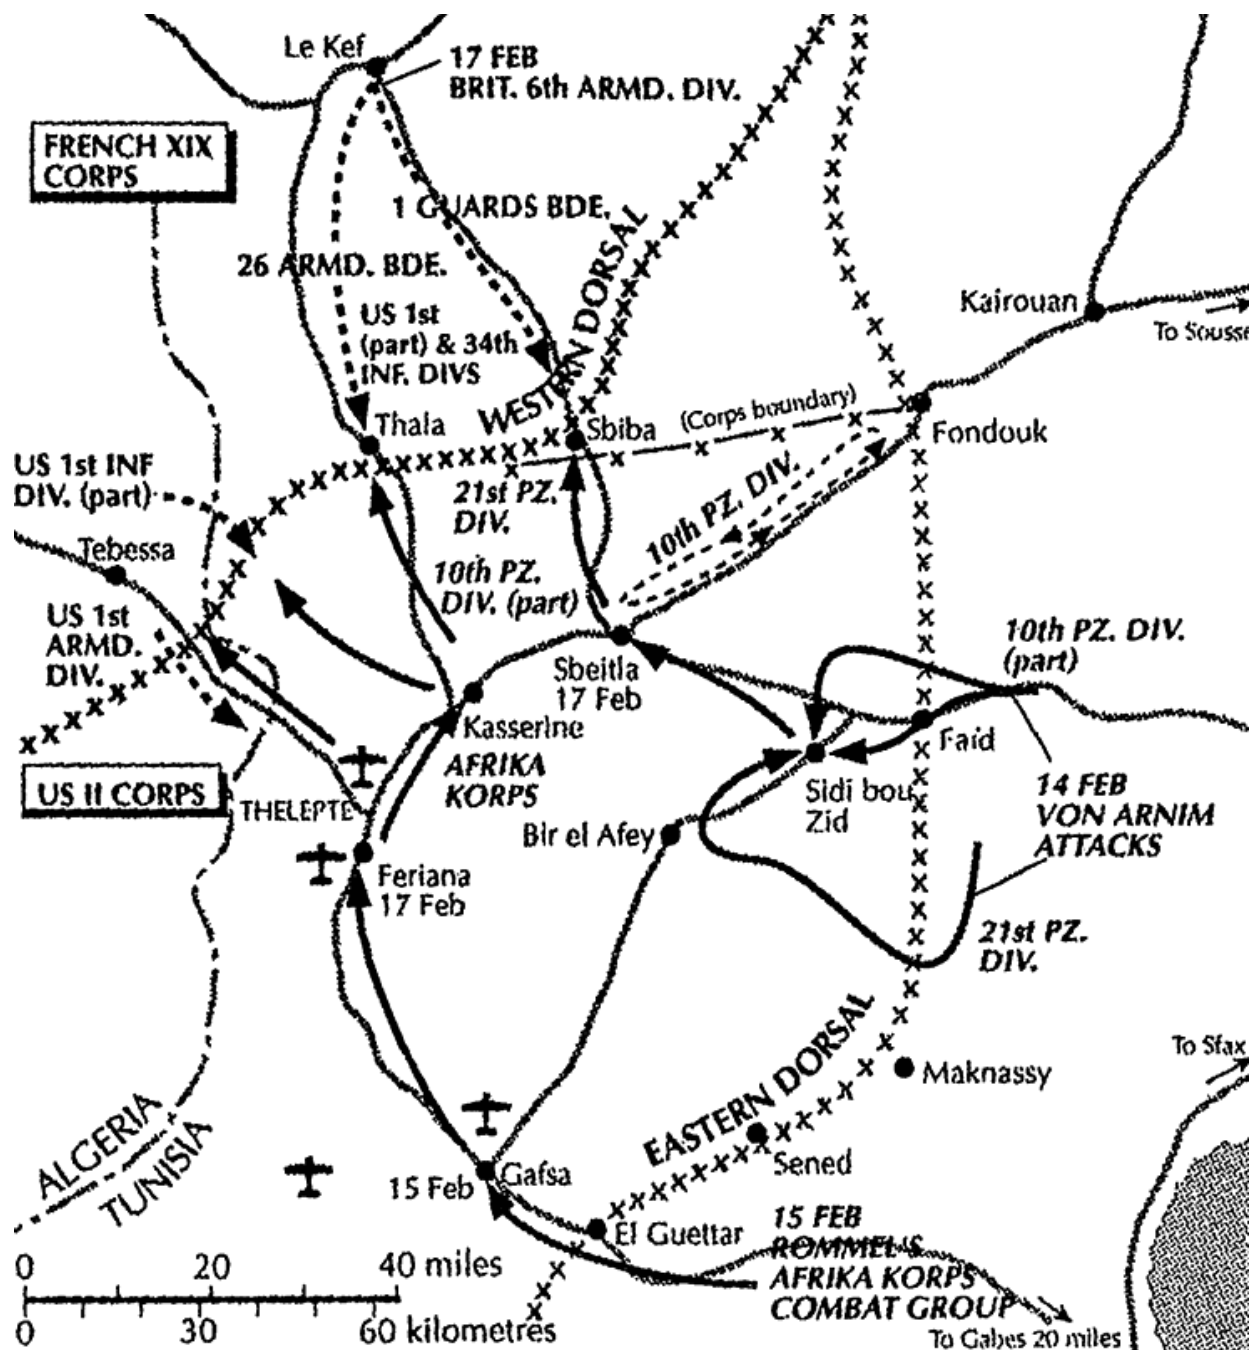 Le Kef
17 FEB
BRIT. 6th ARMD. DIV.
FRENCH XIX
CORPS
1 GUARDS BDE.
26 ARMD. BDE.
WESTERN DORSAL
US 1st
(part) & 34th
INF. DIVS
Kairouan
To Sousse
Thala
Sbiba
(Corps boundary)
Fondouk
US 1st INF
DIV. (part)
21st PZ.
DIV.
10th PZ. DIV.
Tebessa
10th PZ.
DIV. (part)
US 1st
ARMD.
DIV.
10th PZ. DIV.
(part)
Sbeitla
17 Feb
Kasserine
Faid
AFRIKA
KORPS
US II CORPS
THELEPTE
Sidi bou
Zid
14 FEB
VON ARNIM
ATTACKS
Bir el Afey
Feriana
17 Feb
21st PZ.
DIV.
EASTERN DORSAL
To Sfax
Maknassy
ALGERIA
TUNISIA
Sened
Gafsa
15 Feb
El Guettar
15 FEB
ROMMEL'S
AFRIKA KORPS
COMBAT GROUP
To Gabes 20 miles
0 20 40 miles
0 30 60 kilometres